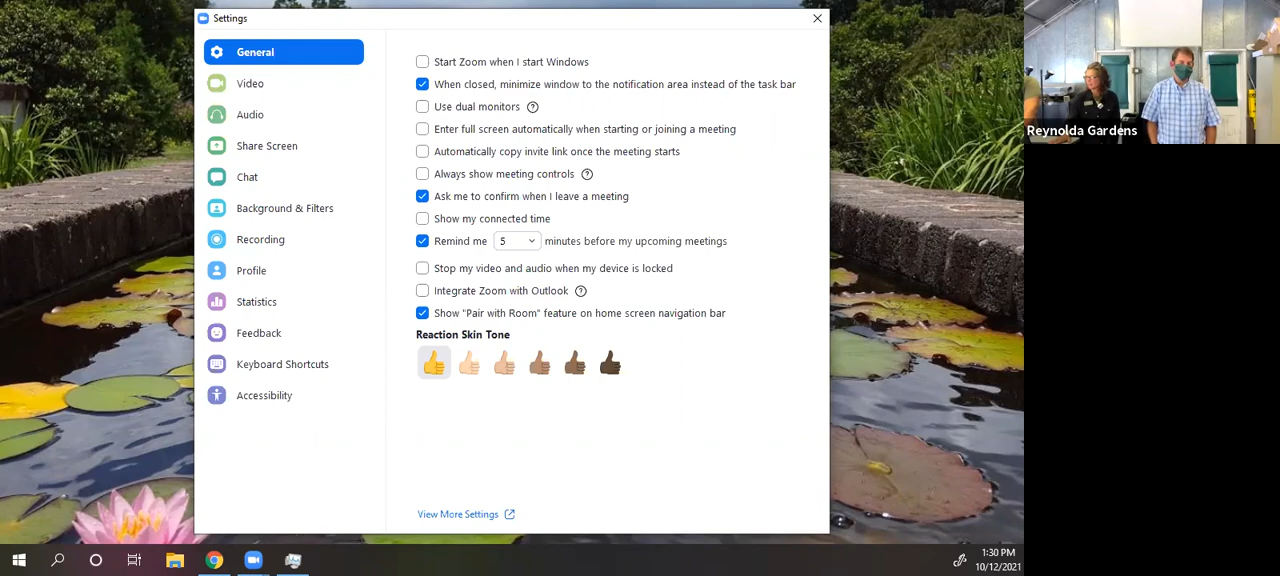 Settings
General
Video
Audio
Share Screen
Chat
Background & Filters
Recording
Profile
Statistics
Feedback
Keyboard Shortcuts
Accessibility
Start Zoom when I start Windows
When closed, minimize window to the notification area instead of the task bar
Use dual monitors ?
Enter full screen automatically when starting or joining a meeting
Automatically copy invite link once the meeting starts
Always show meeting controls ?
Ask me to confirm when I leave a meeting
Show my connected time
Remind me 5 minutes before my upcoming meetings
Stop my video and audio when my device is locked
Integrate Zoom with Outlook ?
Show "Pair with Room" feature on home screen navigation bar
Reaction Skin Tone
View More Settings
Reynolda Gardens
1:30 PM
10/12/2021